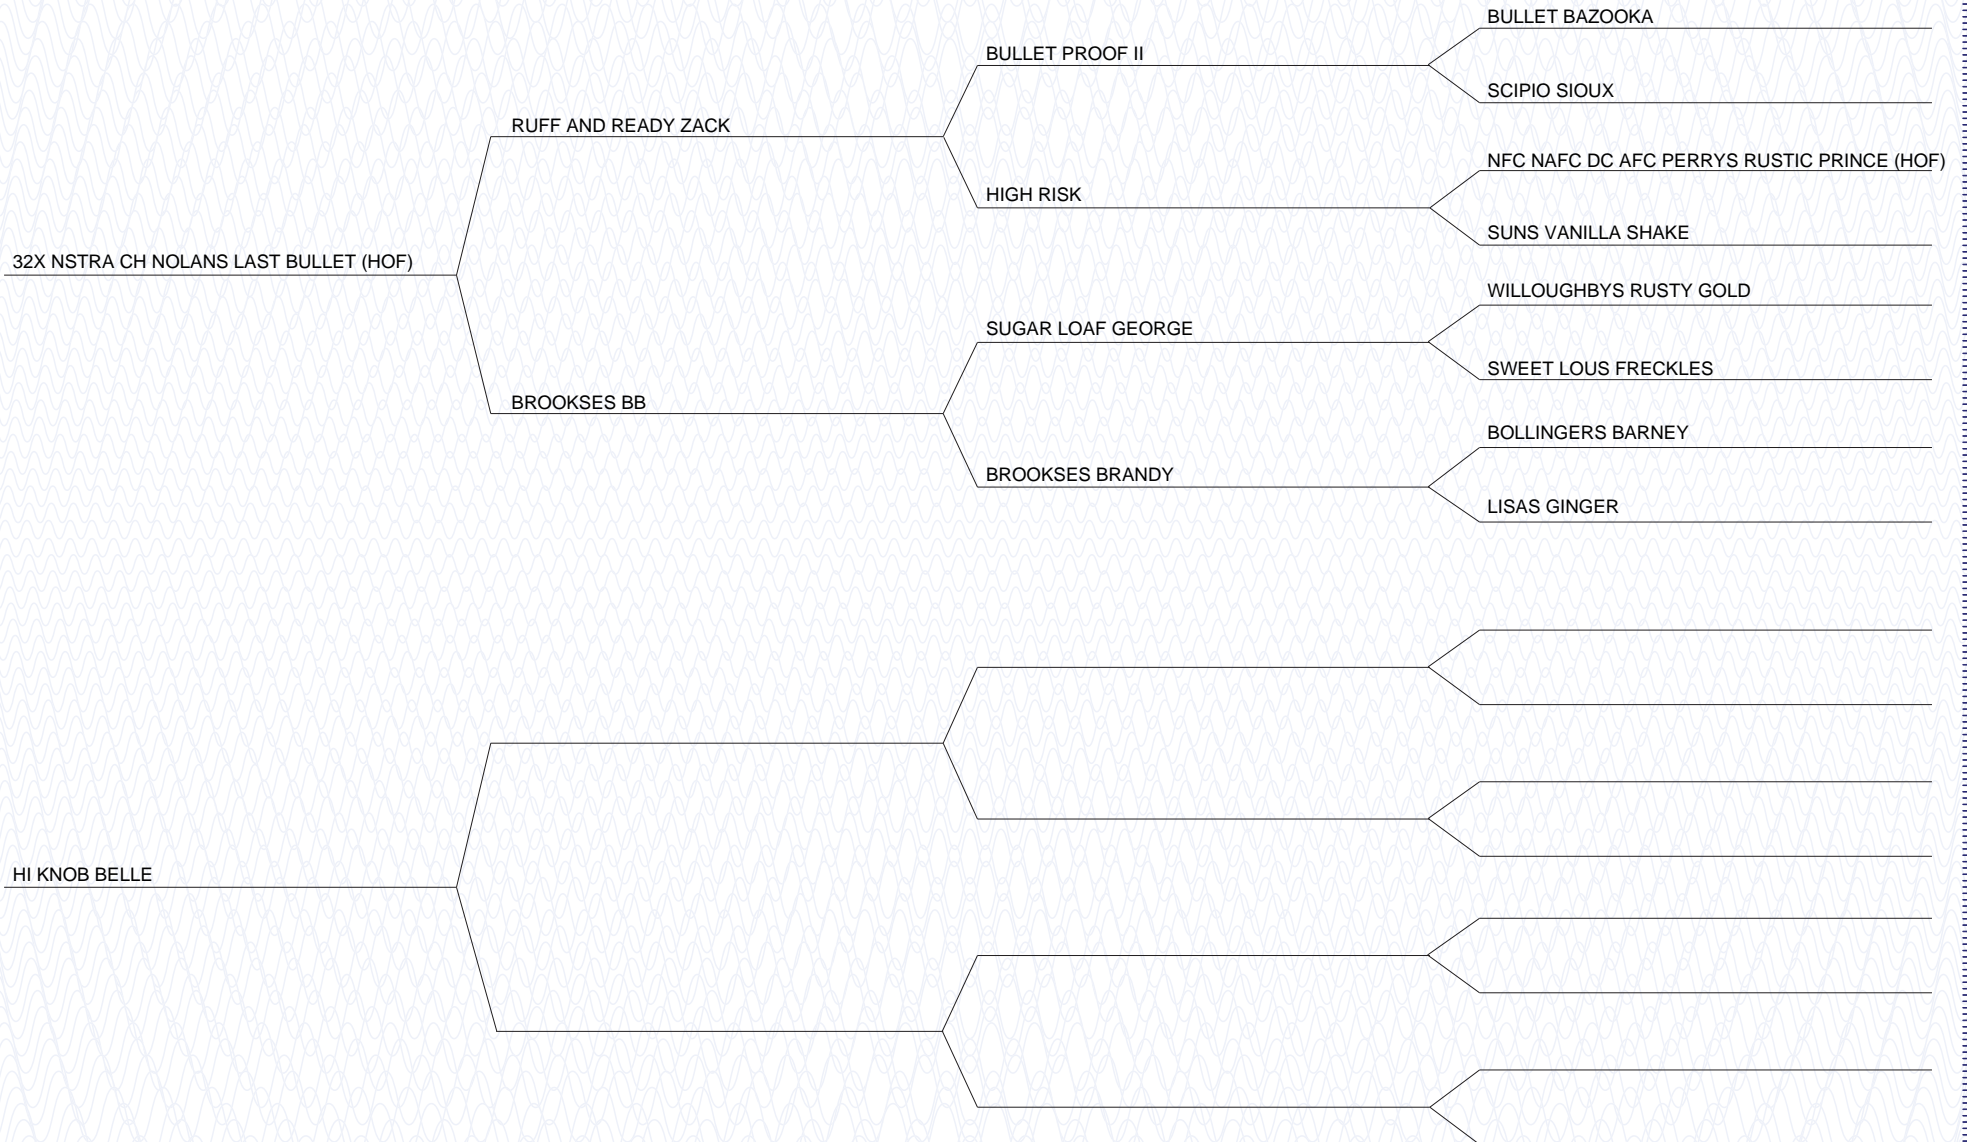 BULLET BAZOOKA
BULLET PROOF II
SCIPIO SIOUX
RUFF AND READY ZACK
NFC NAFC DC AFC PERRYS RUSTIC PRINCE (HOF)
HIGH RISK
SUNS VANILLA SHAKE
32X NSTRA CH NOLANS LAST BULLET (HOF)
WILLOUGHBYS RUSTY GOLD
SUGAR LOAF GEORGE
SWEET LOUS FRECKLES
BROOKSES BB
BOLLINGERS BARNEY
BROOKSES BRANDY
LISAS GINGER
HI KNOB BELLE